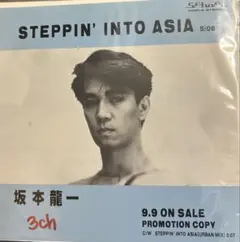 STEPPIN' INTO ASIA 5:06
坂本龍一
3ch
9.9 ON SALE
PROMOTION COPY
C/W STEPPIN' INTO ASIA(URBAN MIX) 5:07